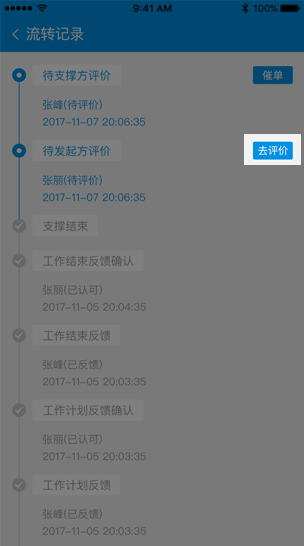 9:41 AM 100%
流转记录
待支撑方评价 催单
张峰(待评价)
2017-11-07 20:06:35
待发起方评价 去评价
张丽(待评价)
2017-11-07 20:06:35
支撑结束
工作结束反馈确认
张丽(已认可)
2017-11-05 20:04:35
工作结束反馈
张峰(已反馈)
2017-11-05 20:03:35
工作计划反馈确认
张丽(已认可)
2017-11-05 20:03:35
工作计划反馈
张峰(已反馈)
2017-11-05 20:03:35